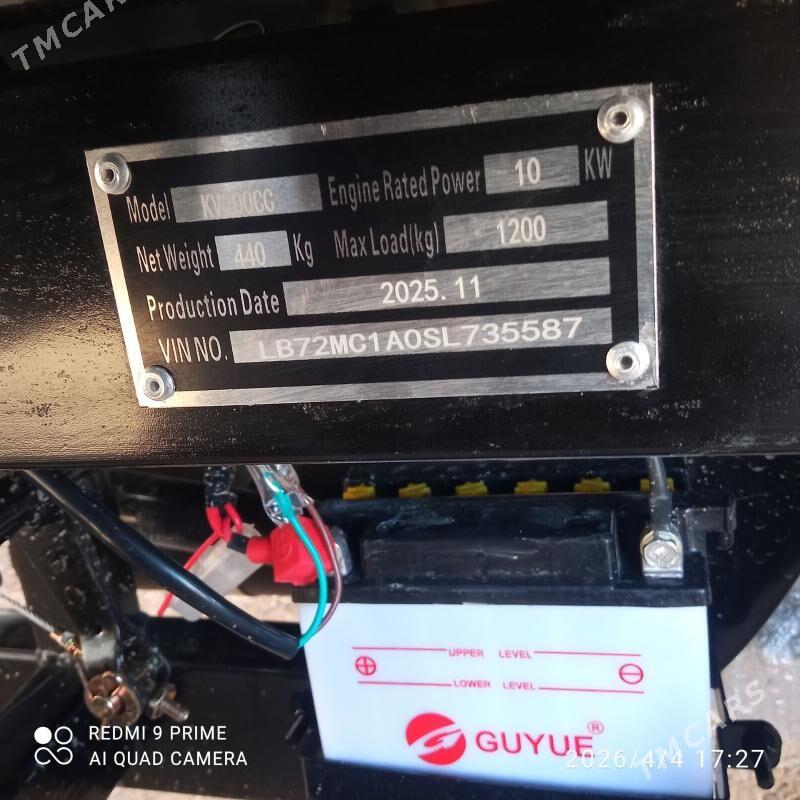 TMCARS
Model Engine Rated Power 10 KW
Net Weight 440 Kg Max Load(kg) 1200
Production Date 2025.11
VIN NO. LB72MC1A0SL735587
UPPER LEVEL
LOWER LEVEL
GUYUE®
REDMI 9 PRIME
AI QUAD CAMERA
2026/4/4 17:27
TMCARS